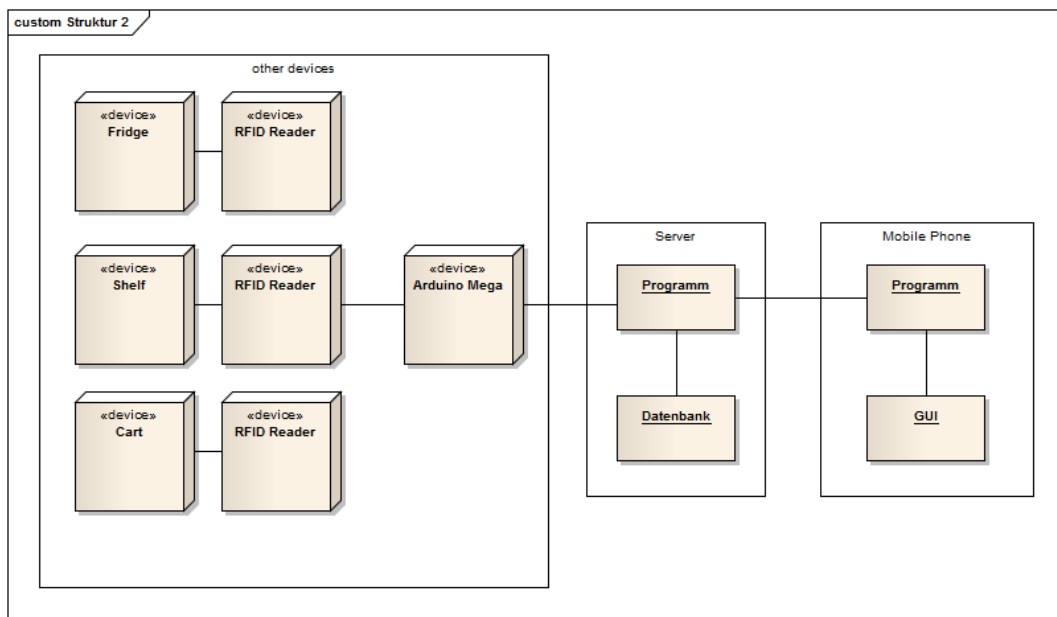 custom Struktur 2
other devices
«device»
Fridge
«device»
RFID Reader
«device»
Shelf
«device»
RFID Reader
«device»
Arduino Mega
«device»
Cart
«device»
RFID Reader
Server
Programm
Datenbank
Mobile Phone
Programm
GUI